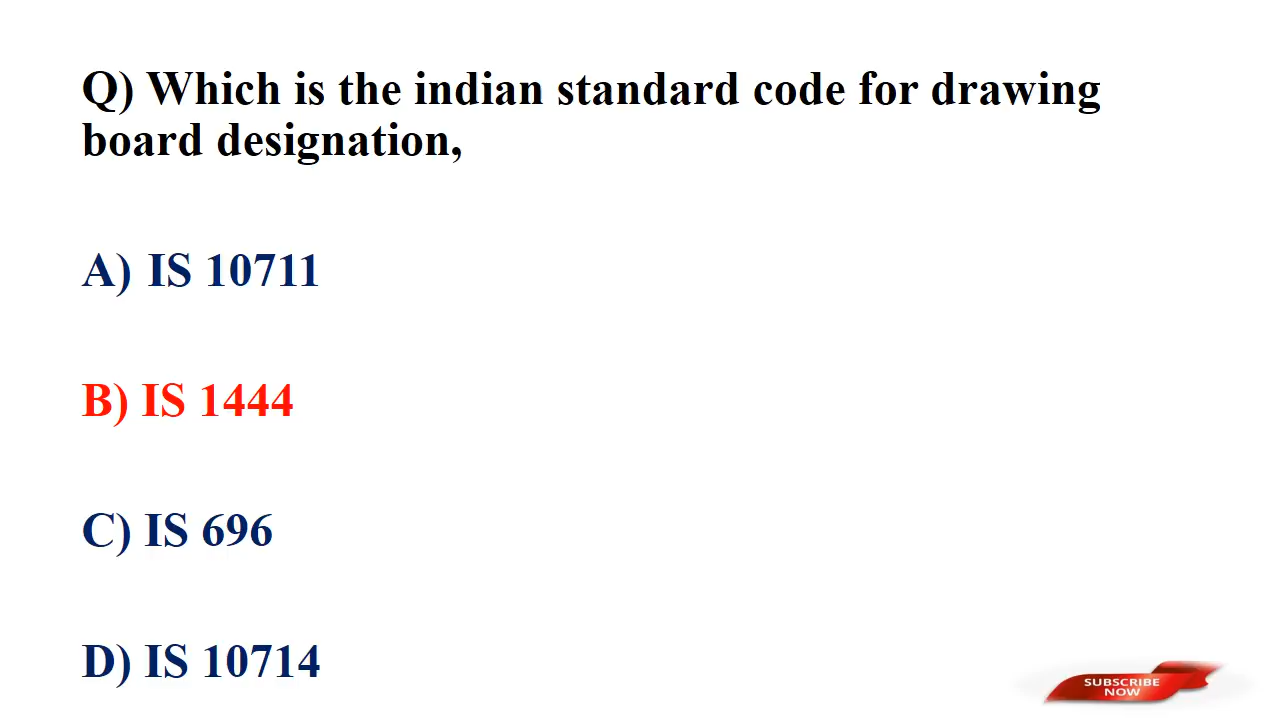 Q) Which is the indian standard code for drawing
board designation,
A) IS 10711
B) IS 1444
C) IS 696
D) IS 10714
SUBSCRIBE
NOW